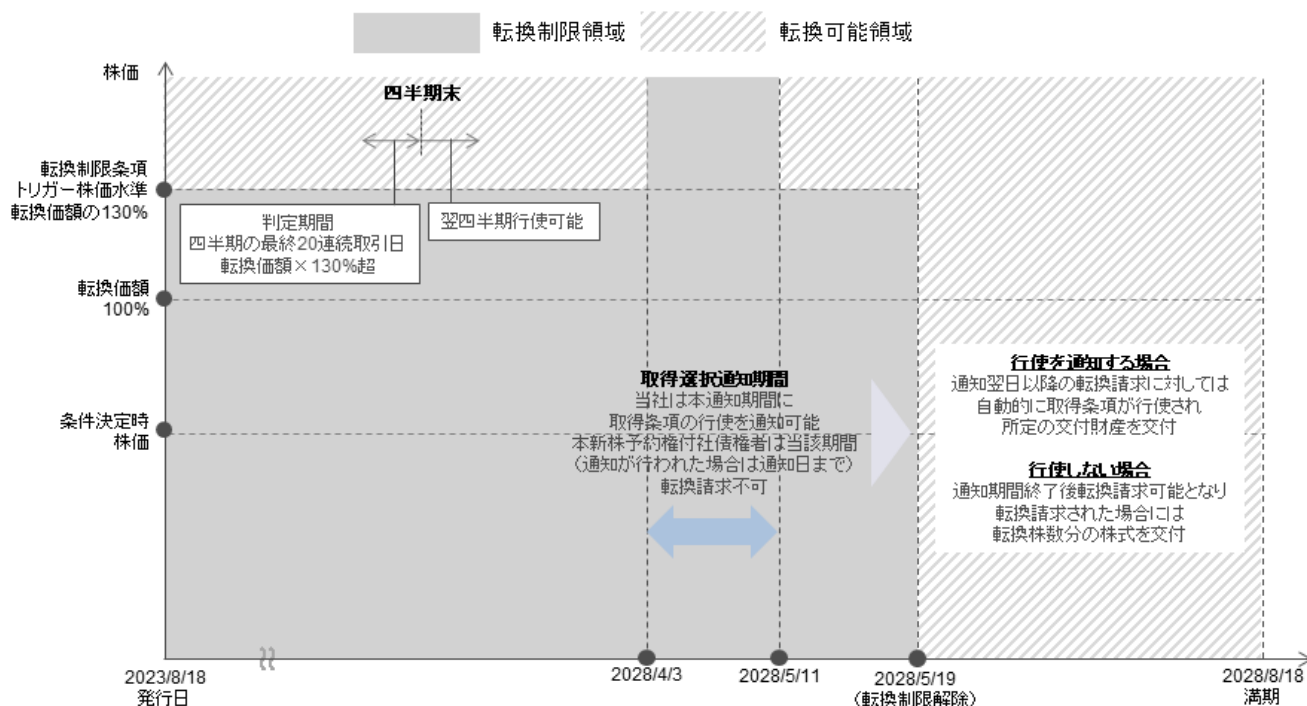 転換制限領域
転換可能領域
株価
四半期末
転換制限条項
トリガー株価水準
転換価額の130%
判定期間
四半期の最終20連続取引日
転換価額×130%超
翌四半期行使可能
転換価額
100%
条件決定時
株価
取得選択通知期間
当社は本通知期間に
取得条項の行使を通知可能
本新株予約権付社債権者は当該期間
（通知が行われた場合は通知日まで）
転換請求不可
行使を通知する場合
通知翌日以降の転換請求に対しては
自動的に取得条項が行使され
所定の交付財産を交付
行使しない場合
通知期間終了後転換請求可能となり
転換請求された場合には
転換株数分の株式を交付
2023/8/18
発行日
2028/4/3
2028/5/11
2028/5/19
（転換制限解除）
2028/8/18
満期